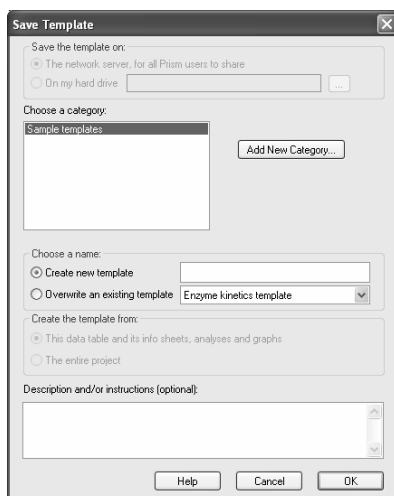 Save Template
Save the template on:
The network server, for all Prism users to share
On my hard drive
...
Choose a category:
Sample templates
Add New Category...
Choose a name:
Create new template
Overwrite an existing template
Enzyme kinetics template
Create the template from:
This data table and its info sheets, analyses and graphs
The entire project
Description and/or instructions (optional):
Help
Cancel
OK